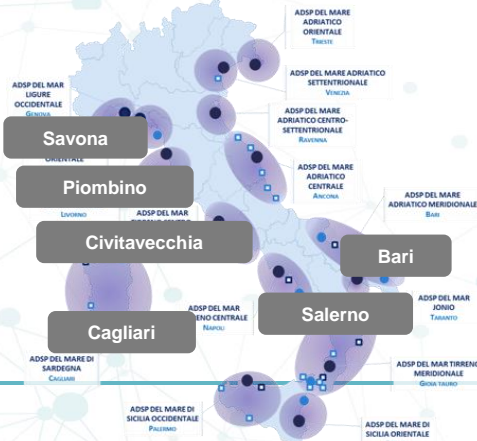 ADSP DEL MARE
ADRIATICO
ORIENTALE
TRIESTE
ADSP DEL MARE ADRIATICO
SETTENTRIONALE
VENEZIA
ADSP DEL MAR
LIGURE
OCCIDENTALE
GENOVA
ADSP DEL MARE
ADRIATICO CENTRO-
SETTENTRIONALE
RAVENNA
Savona
ORIENTALE
ADSP DEL MARE
ADRIATICO
CENTRALE
ANCONA
Piombino
LIVORNO
ADSP DEL MAR
ADSP DEL MARE
ADRIATICO MERIDIONALE
BARI
Civitavecchia
Bari
ADSP DEL MAR
JONIO
TARANTO
ADSP DEL MAR
CENTRALE
NAPOLI
Salerno
Cagliari
ADSP DEL MARE DI
SARDEGNA
CAGLIARI
ADSP DEL MAR TIRRENO
MERIDIONALE
GIOIA TAURO
ADSP DEL MARE DI
SICILIA OCCIDENTALE
PALERMO
ADSP DEL MARE DI
SICILIA ORIENTALE